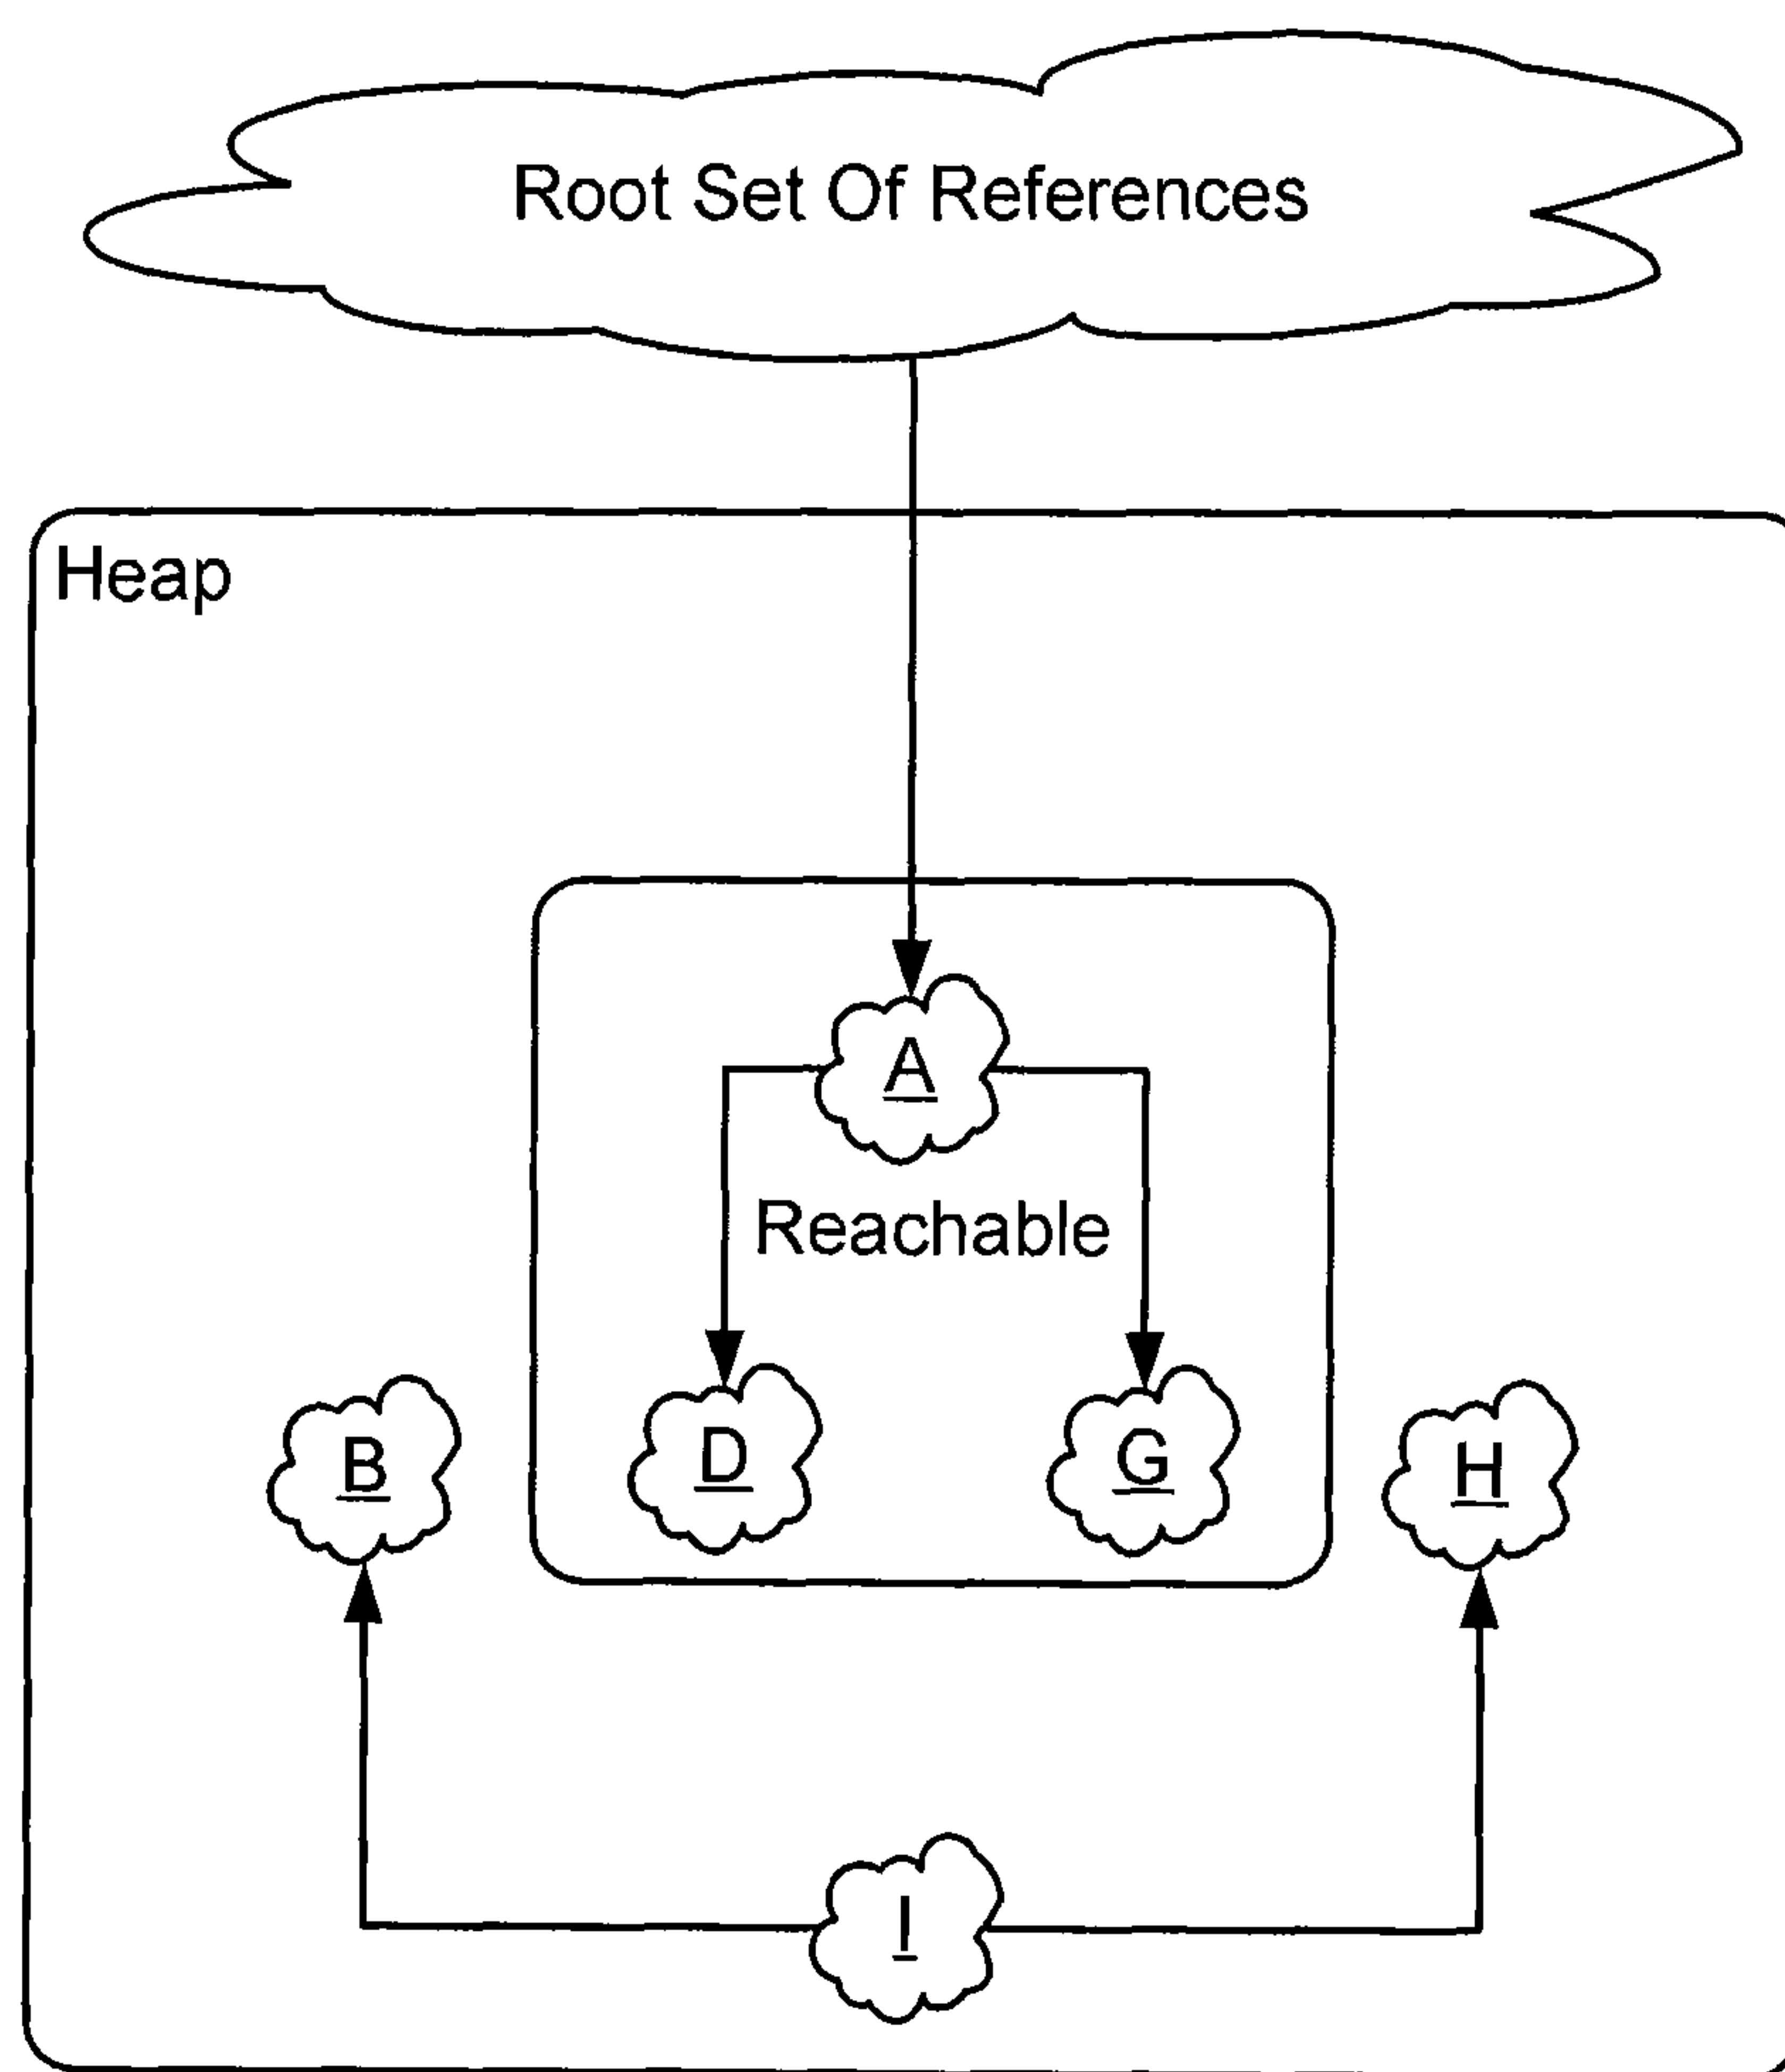 Root Set Of References
Heap
A
Reachable
B
D
G
H
I